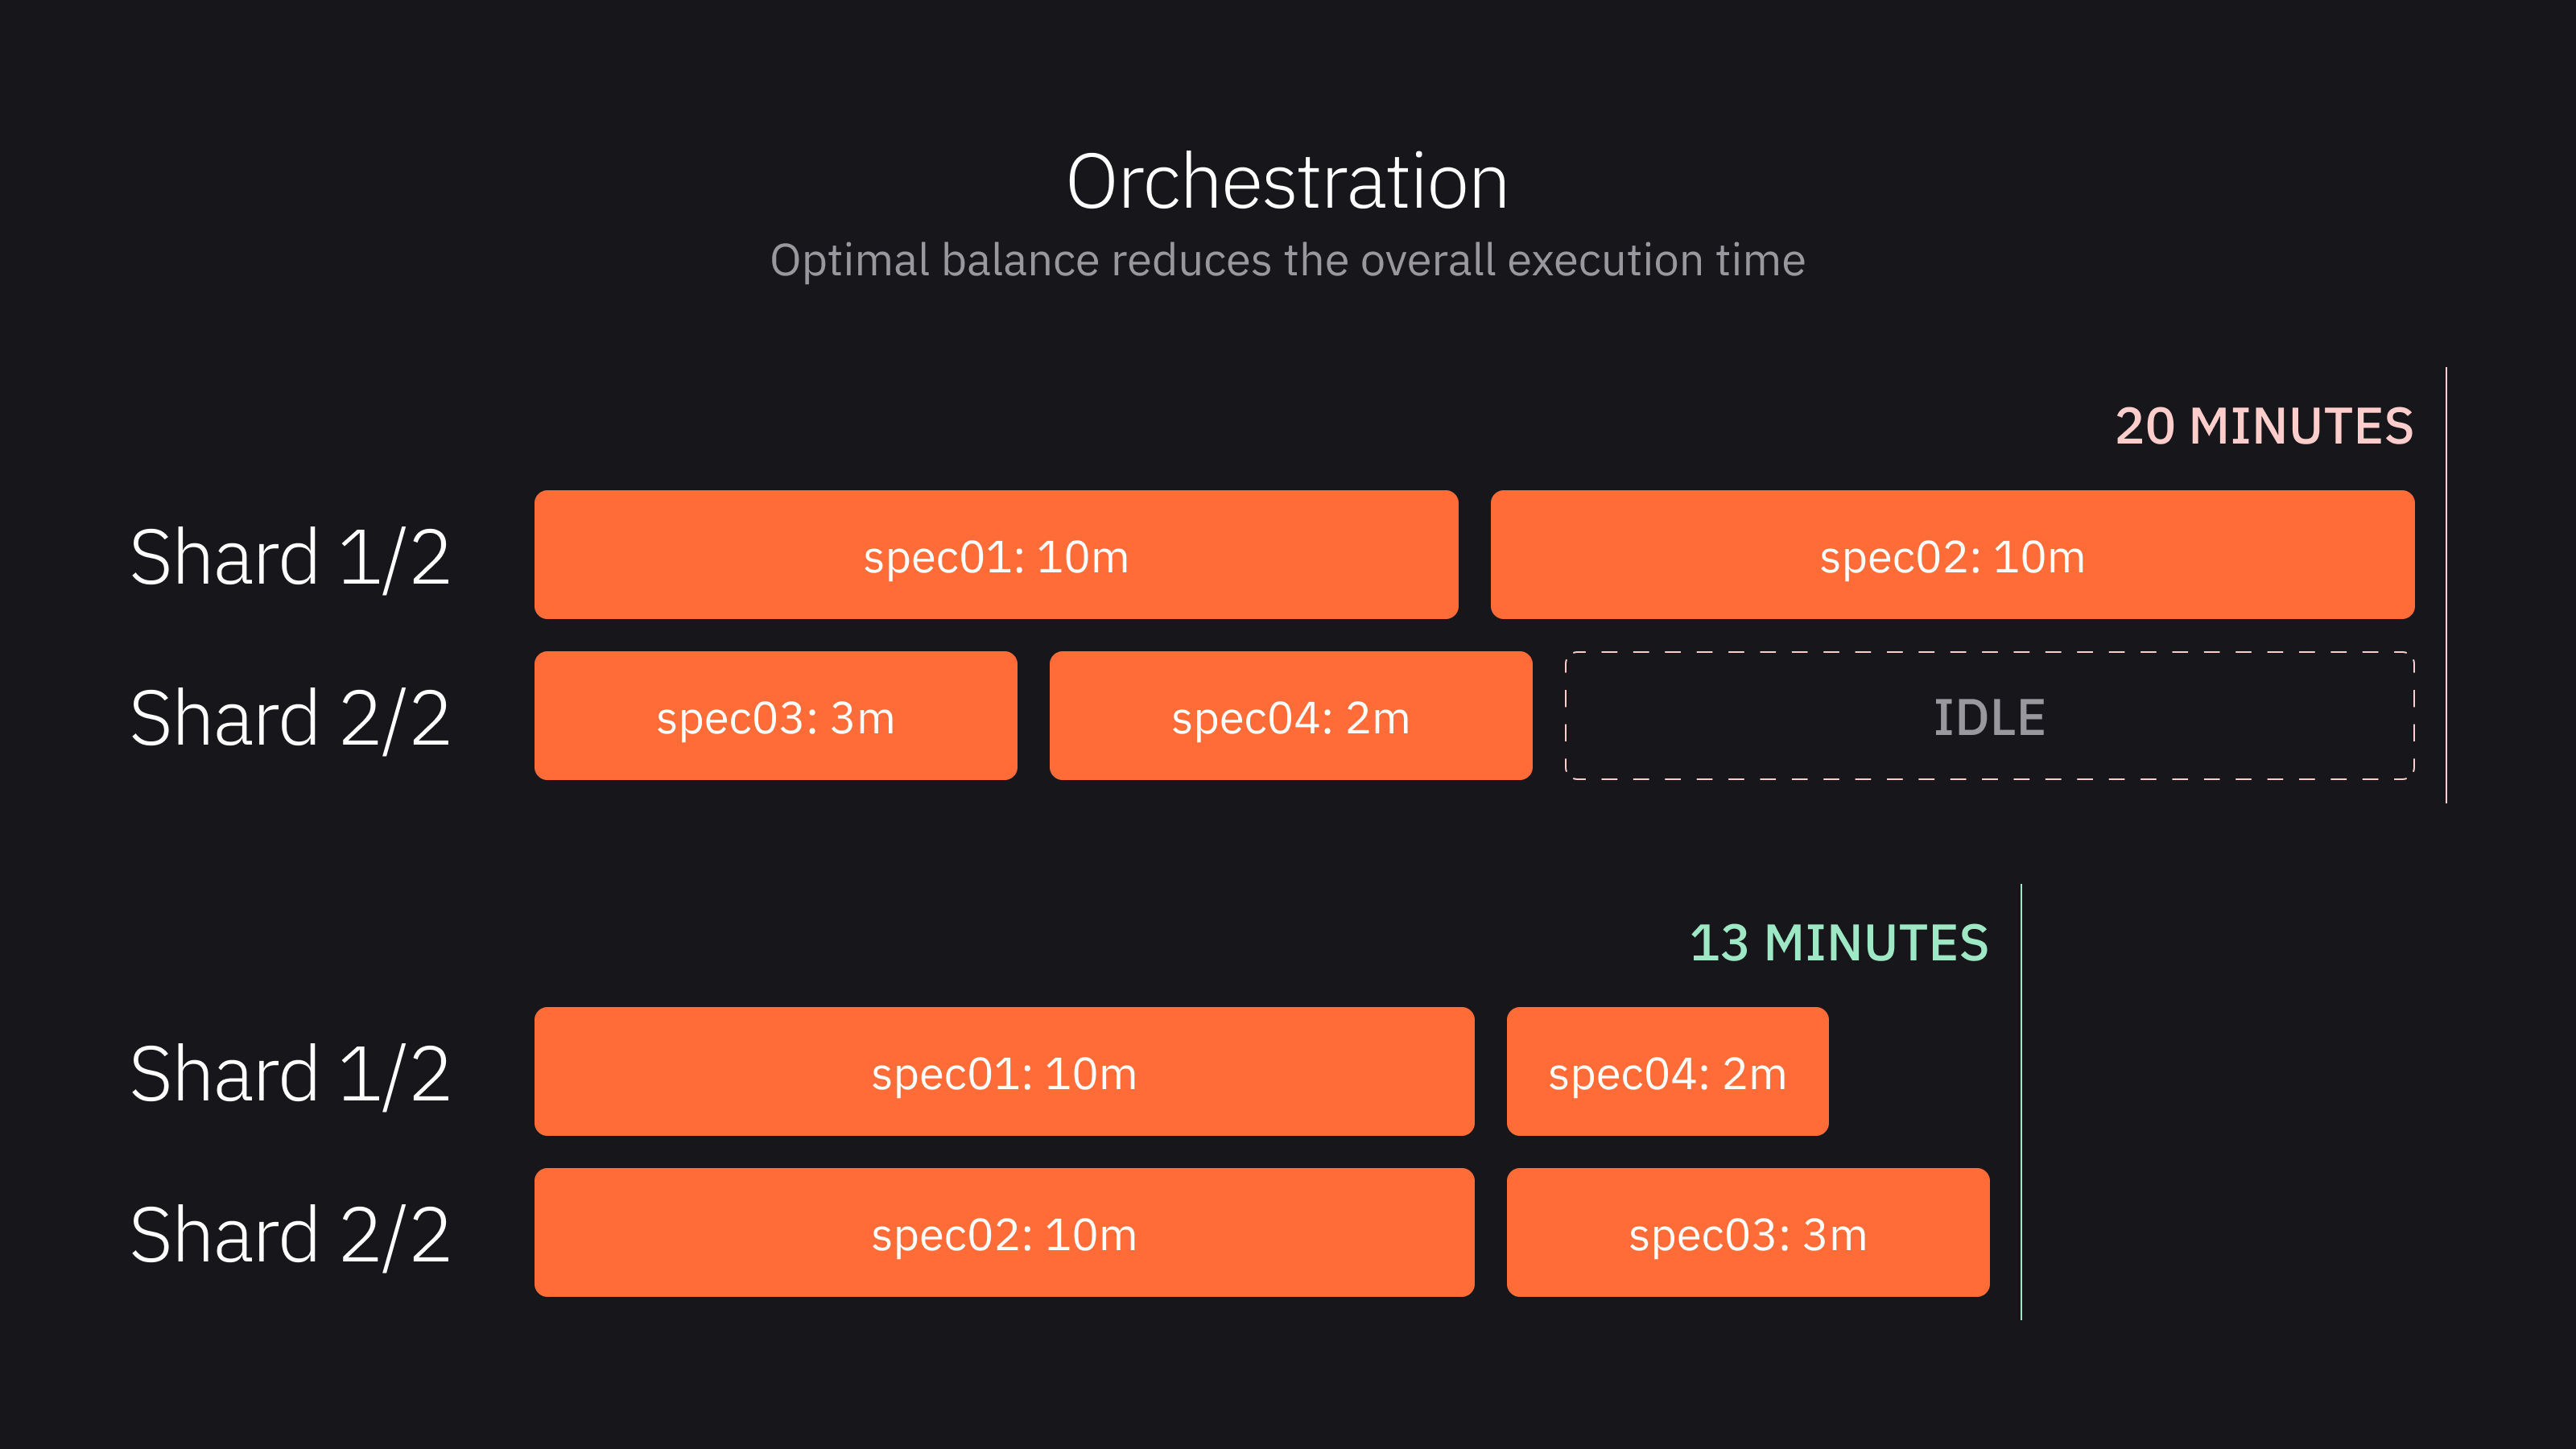 Orchestration
Optimal balance reduces the overall execution time
20 MINUTES
Shard 1/2
spec01: 10m
spec02: 10m
Shard 2/2
spec03: 3m
spec04: 2m
IDLE
13 MINUTES
Shard 1/2
spec01: 10m
spec04: 2m
Shard 2/2
spec02: 10m
spec03: 3m